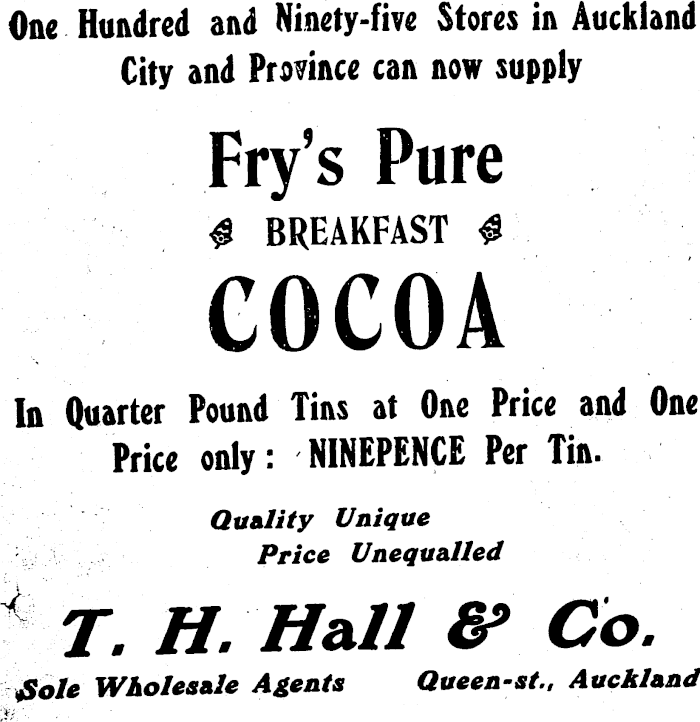 One Hundred and Ninety-five Stores in Auckland
City and Province can now supply
Fry's Pure
BREAKFAST
COCOA
In Quarter Pound Tins at One Price and One
Price only : NINEPENCE Per Tin.
Quality Unique
Price Unequalled
T. H. Hall & Co.
Sole Wholesale Agents Queen-st., Auckland